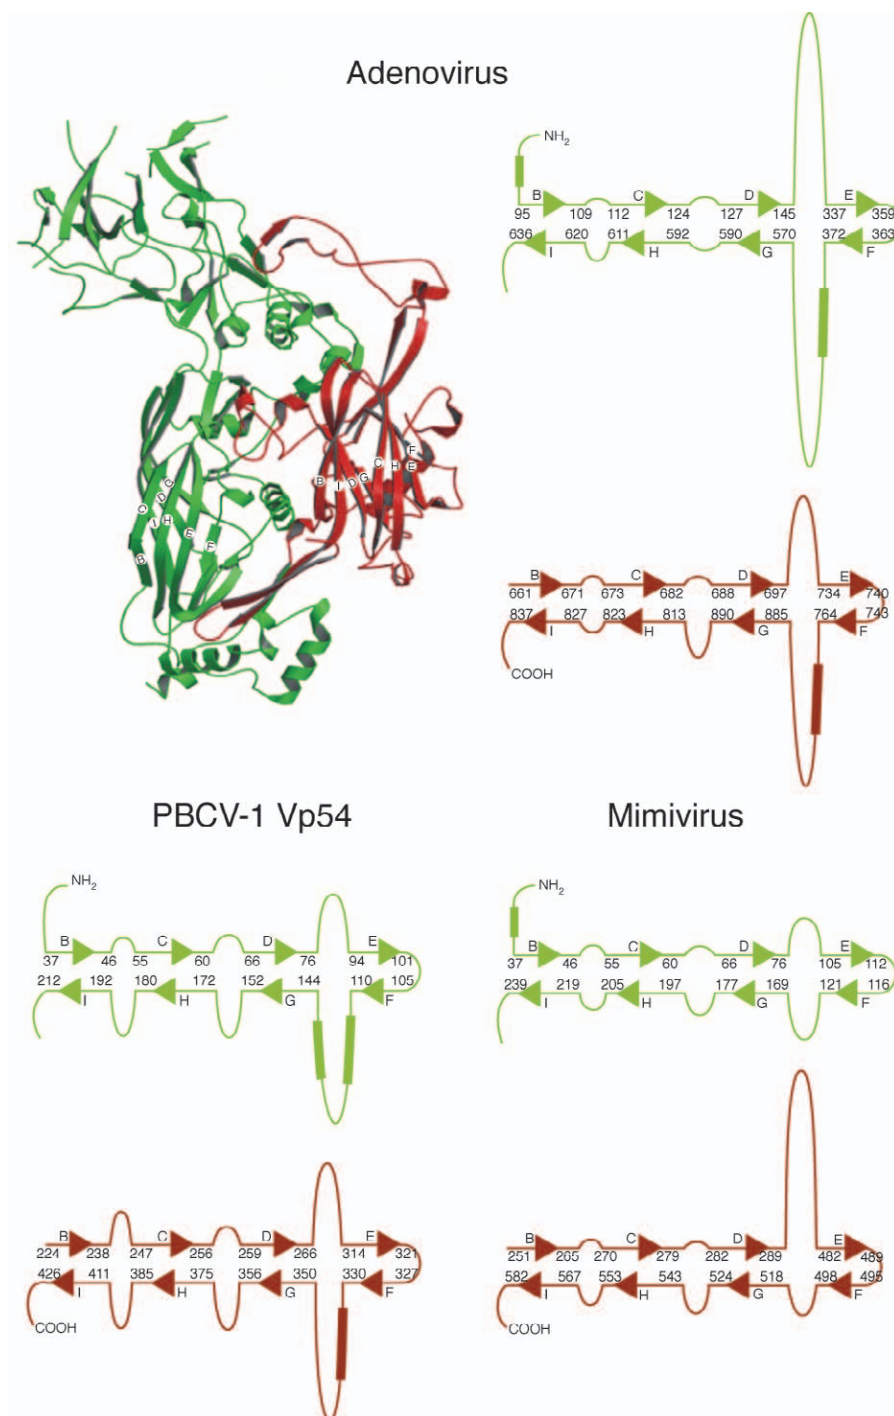 Adenovirus
NH2
B C D E
95 109 112 124 127 145 337 359
636 620 611 592 590 570 372 363
I H G F
B C I D G H E F
B I D G C H E F
B C D E
661 671 673 682 688 697 734 740
837 827 823 813 890 885 764 743
I H G F
COOH
PBCV-1 Vp54
NH2
B C D E
37 46 55 60 66 76 94 101
212 192 180 172 152 144 110 105
I H G F
B C D E
224 238 247 256 259 266 314 321
426 411 385 375 356 350 330 327
I H G F
COOH
Mimivirus
NH2
B C D E
37 46 55 60 66 76 105 112
239 219 205 197 177 169 121 116
I H G F
B C D E
251 265 270 279 282 289 482 489
582 567 553 543 524 518 498 495
I H G F
COOH